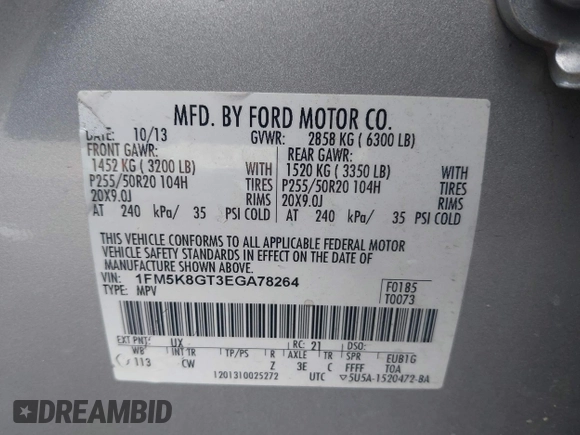 MFD. BY FORD MOTOR CO.
DATE: 10/13 GVWR: 2858 KG ( 6300 LB)
FRONT GAWR: REAR GAWR:
1452 KG ( 3200 LB) WITH 1520 KG ( 3350 LB) WITH
P255/50R20 104H TIRES P255/50R20 104H TIRES
20X9.0J RIMS 20X9.0J RIMS
AT 240 kPa/ 35 PSI COLD AT 240 kPa/ 35 PSI COLD
THIS VEHICLE CONFORMS TO ALL APPLICABLE FEDERAL MOTOR
VEHICLE SAFETY STANDARDS IN EFFECT ON THE DATE OF
MANUFACTURE SHOWN ABOVE.
VIN: 1FM5K8GT3EGA78264 F0185
TYPE: MPV T0073
EXT PNT: UX RC: 21 DSO:
WB INT TR TP/PS R AXLE TR SPR EUB1G
113 CW Z 3E C FFFF TOA
1201310025272 UTC ▽5U5A-1520472-BA
DREAMBID